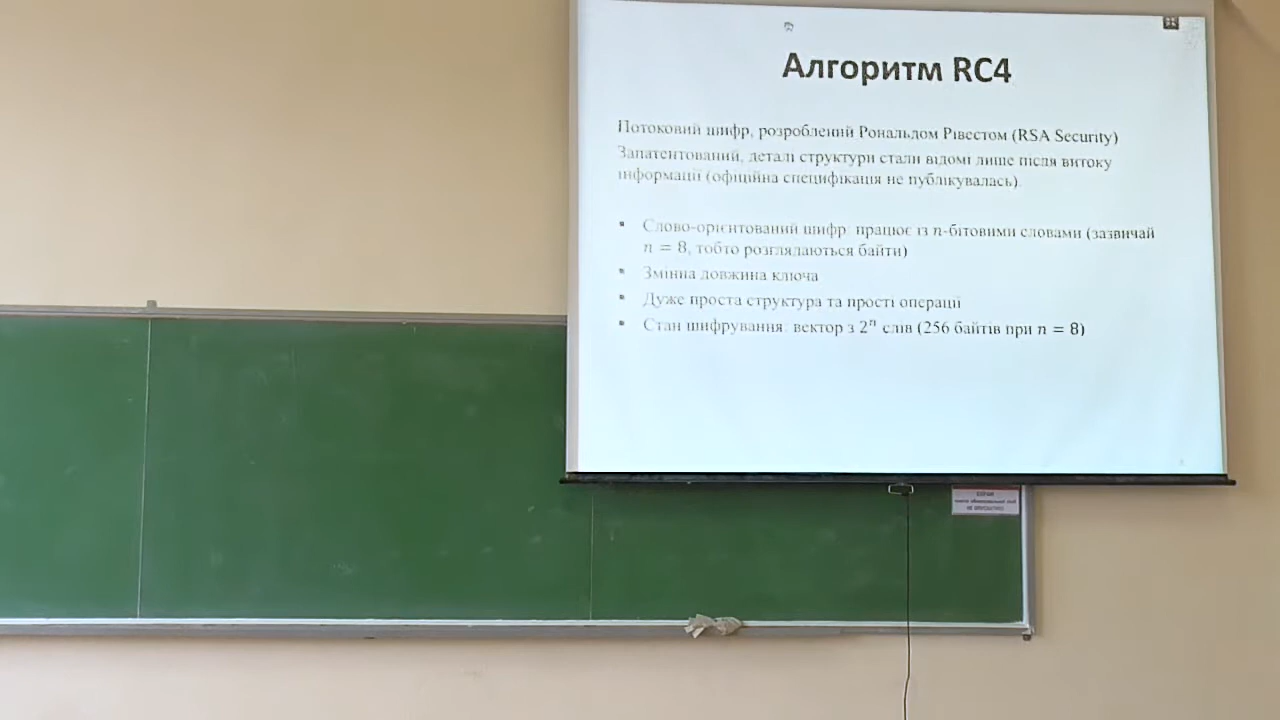 Алгоритм RC4
Потоковий шифр, розроблений Рональдом Рівестом (RSA Security)
Запатентований, деталі структури стали відомі лише після витоку
інформації (офіційна специфікація не публікувалась)
Слово-орієнтований шифр: працює із n-бітовими словами (зазвичай
n = 8, тобто розглядаються байти)
Змінна довжина ключа
Дуже проста структура та прості операції
Стан шифрування: вектор з 2ⁿ слів (256 байтів при n = 8)